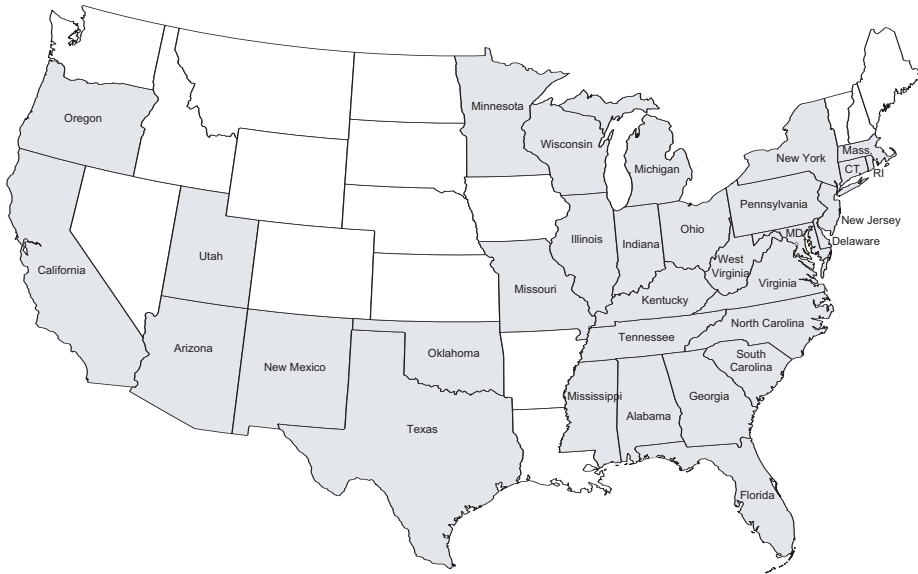 Oregon
Minnesota
Wisconsin
Michigan
New York
Mass.
CT
RI
Pennsylvania
New Jersey
MD
Delaware
Ohio
Indiana
Illinois
West
Virginia
Virginia
Utah
California
Missouri
Kentucky
North Carolina
Tennessee
South
Carolina
Arizona
New Mexico
Oklahoma
Mississippi
Alabama
Georgia
Texas
Florida